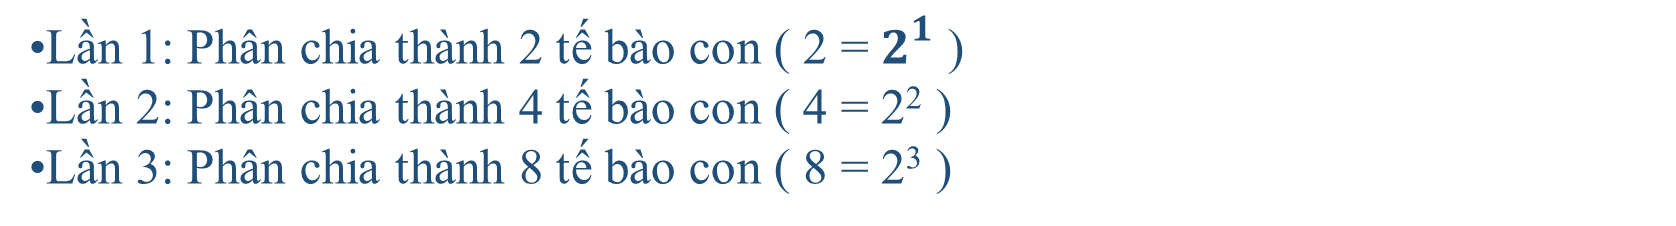 •Lần 1: Phân chia thành 2 tế bào con ( 2 = 2¹ )
•Lần 2: Phân chia thành 4 tế bào con ( 4 = 2² )
•Lần 3: Phân chia thành 8 tế bào con ( 8 = 2³ )